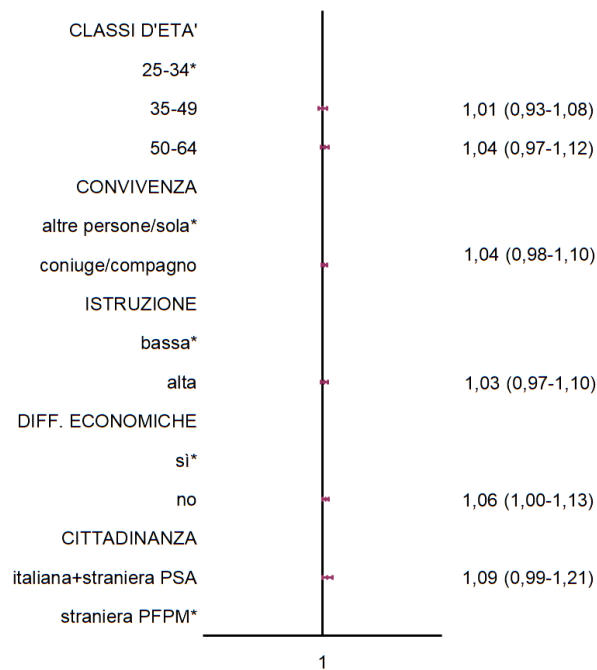 CLASSI D'ETA'
25-34*
35-49 1,01 (0,93-1,08)
50-64 1,04 (0,97-1,12)
CONVIVENZA
altre persone/sola*
coniuge/compagno 1,04 (0,98-1,10)
ISTRUZIONE
bassa*
alta 1,03 (0,97-1,10)
DIFF. ECONOMICHE
sì*
no 1,06 (1,00-1,13)
CITTADINANZA
italiana+straniera PSA 1,09 (0,99-1,21)
straniera PFPM*
1